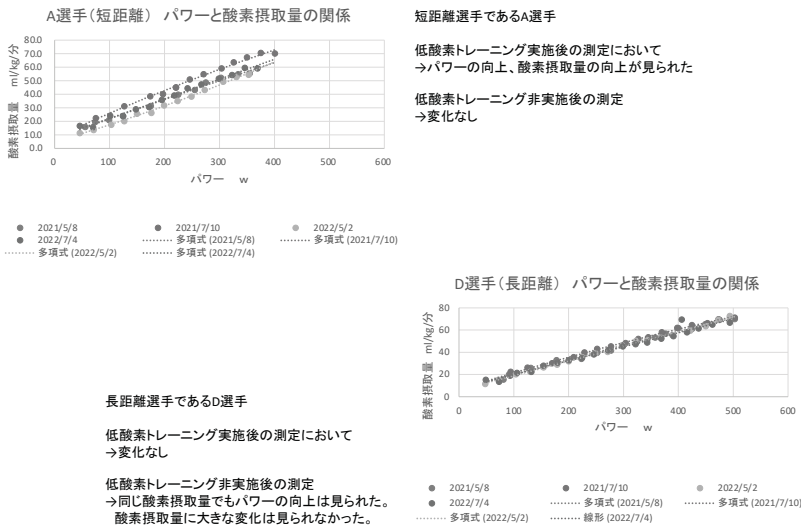 A選手（短距離） パワーと酸素摂取量の関係
酸素摂取量 ml/kg/分
80.0
70.0
60.0
50.0
40.0
30.0
20.0
10.0
0.0
0 100 200 300 400 500
パワー w
2021/5/8 2021/7/10 2022/5/2
2022/7/4 多項式 (2021/5/8) 多項式 (2021/7/10)
多項式 (2022/5/2) 多項式 (2022/7/4)
短距離選手であるA選手
低酸素トレーニング実施後の測定において
→パワーの向上、酸素摂取量の向上が見られた
低酸素トレーニング非実施後の測定
→変化なし
D選手（長距離） パワーと酸素摂取量の関係
酸素摂取量 ml/kg/分
80
60
40
20
0
0 100 200 300 400 500 600
パワー w
2021/5/8 2021/7/10 2022/5/2
2022/7/4 多項式 (2021/5/8) 多項式 (2021/7/10)
多項式 (2022/5/2) 線形 (2022/7/4)
長距離選手であるD選手
低酸素トレーニング実施後の測定において
→変化なし
低酸素トレーニング非実施後の測定
→同じ酸素摂取量でもパワーの向上は見られた。
酸素摂取量に大きな変化は見られなかった。